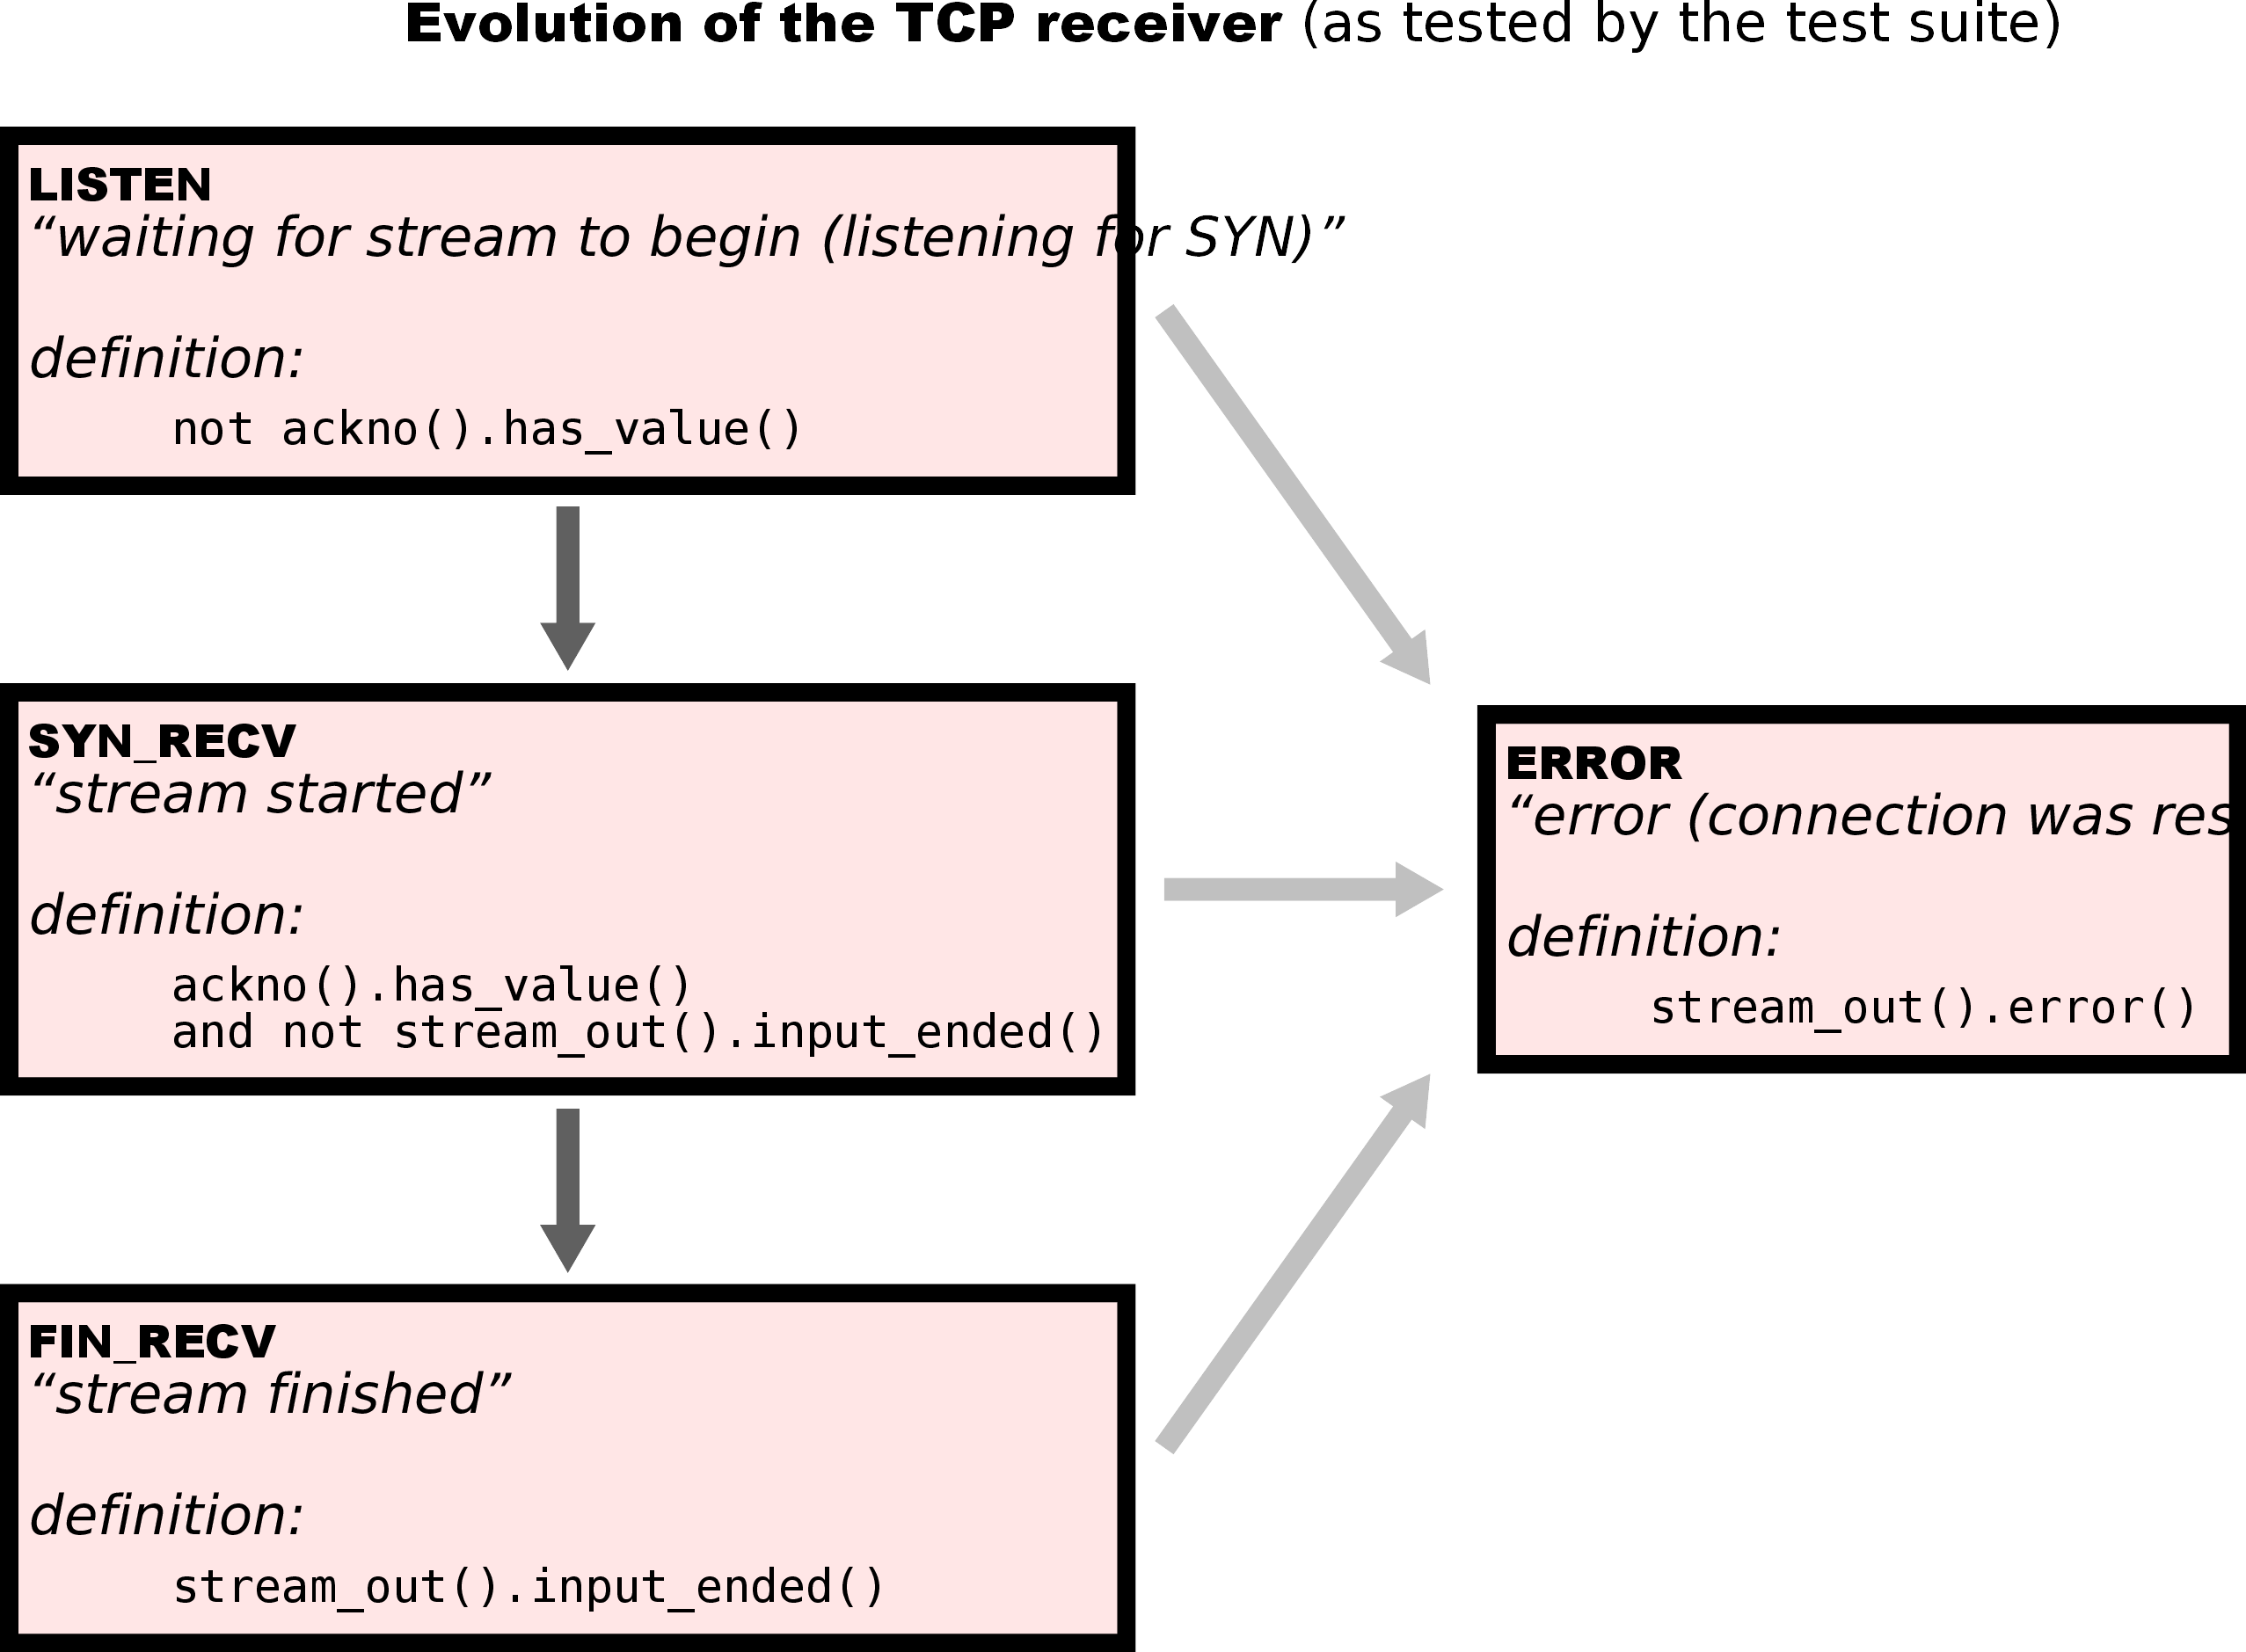 Evolution of the TCP receiver (as tested by the test suite)
LISTEN
“waiting for stream to begin (listening for SYN)”
definition:
not ackno().has_value()
SYN_RECV
“stream started”
definition:
ackno().has_value()
and not stream_out().input_ended()
ERROR
“error (connection was res
definition:
stream_out().error()
FIN_RECV
“stream finished”
definition:
stream_out().input_ended()